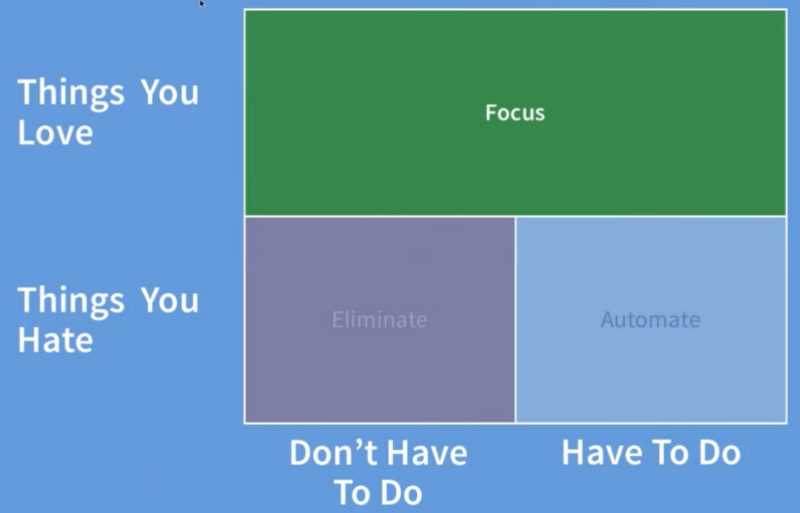 Things You
Love
Focus
Things You
Hate
Eliminate
Automate
Don’t Have
To Do
Have To Do